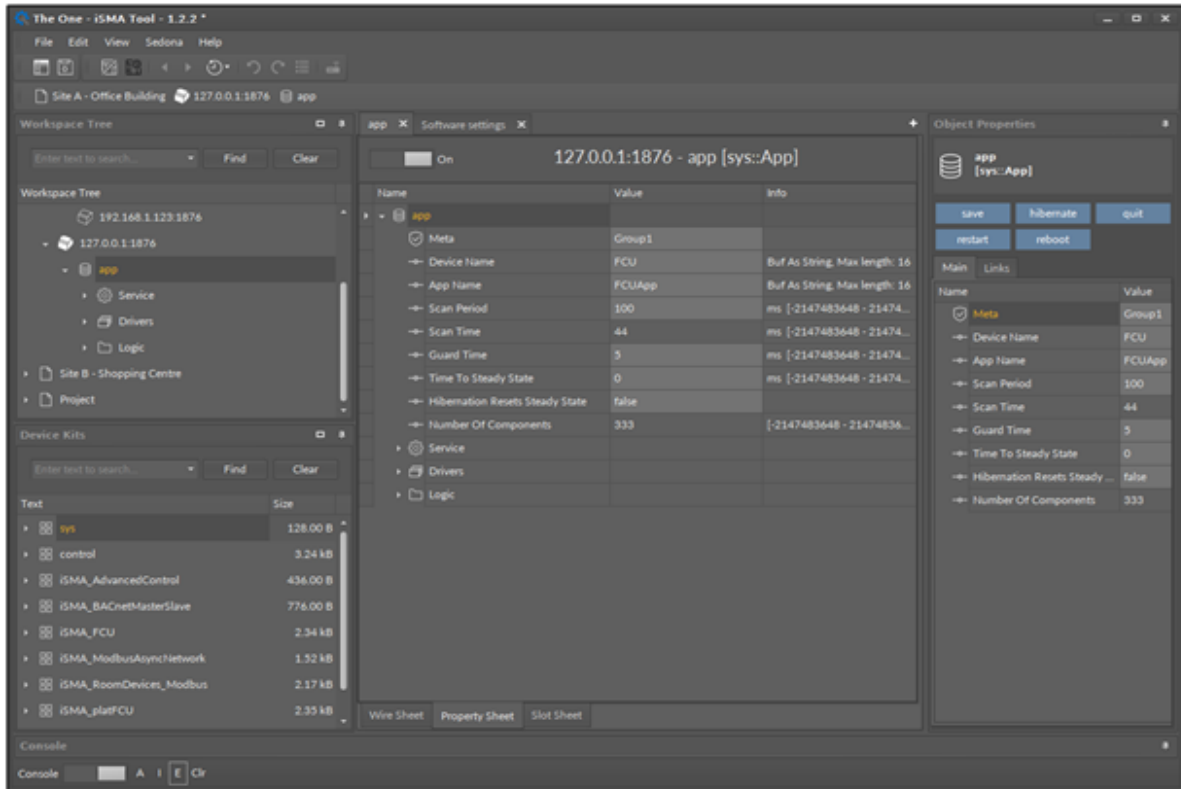 The One - iSMA Tool - 1.2.2 *
File Edit View Sedona Help
Site A - Office Building 127.0.0.1:1876 app
Workspace Tree
Enter text to search... Find Clear
Workspace Tree
192.168.1.123:1876
127.0.0.1:1876
app
Service
Drivers
Logic
Site B - Shopping Centre
Project
Device Kits
Enter text to search... Find Clear
Text Size
sys 128.00 B
control 3.24 kB
iSMA_AdvancedControl 436.00 B
iSMA_BACnetMasterSlave 776.00 B
iSMA_FCU 2.34 kB
iSMA_ModbusAsyncNetwork 1.52 kB
iSMA_RoomDevices_Modbus 2.17 kB
iSMA_platFCU 2.35 kB
app Software settings
On 127.0.0.1:1876 - app [sys::App]
Name Value Info
app
Meta Group1
Device Name FCU Buf As String, Max length: 16
App Name FCUApp Buf As String, Max length: 16
Scan Period 100 ms [-2147483648 - 21474...
Scan Time 44 ms [-2147483648 - 21474...
Guard Time 5 ms [-2147483648 - 21474...
Time To Steady State 0 ms [-2147483648 - 21474...
Hibernation Resets Steady State false
Number Of Components 333 [-2147483648 - 21474836...
Service
Drivers
Logic
Wire Sheet Property Sheet Slot Sheet
Object Properties
app
[sys::App]
save hibernate quit
restart reboot
Main Links
Name Value
Meta Group1
Device Name FCU
App Name FCUApp
Scan Period 100
Scan Time 44
Guard Time 5
Time To Steady State 0
Hibernation Resets Steady ... false
Number Of Components 333
Console
Console A I E Clr